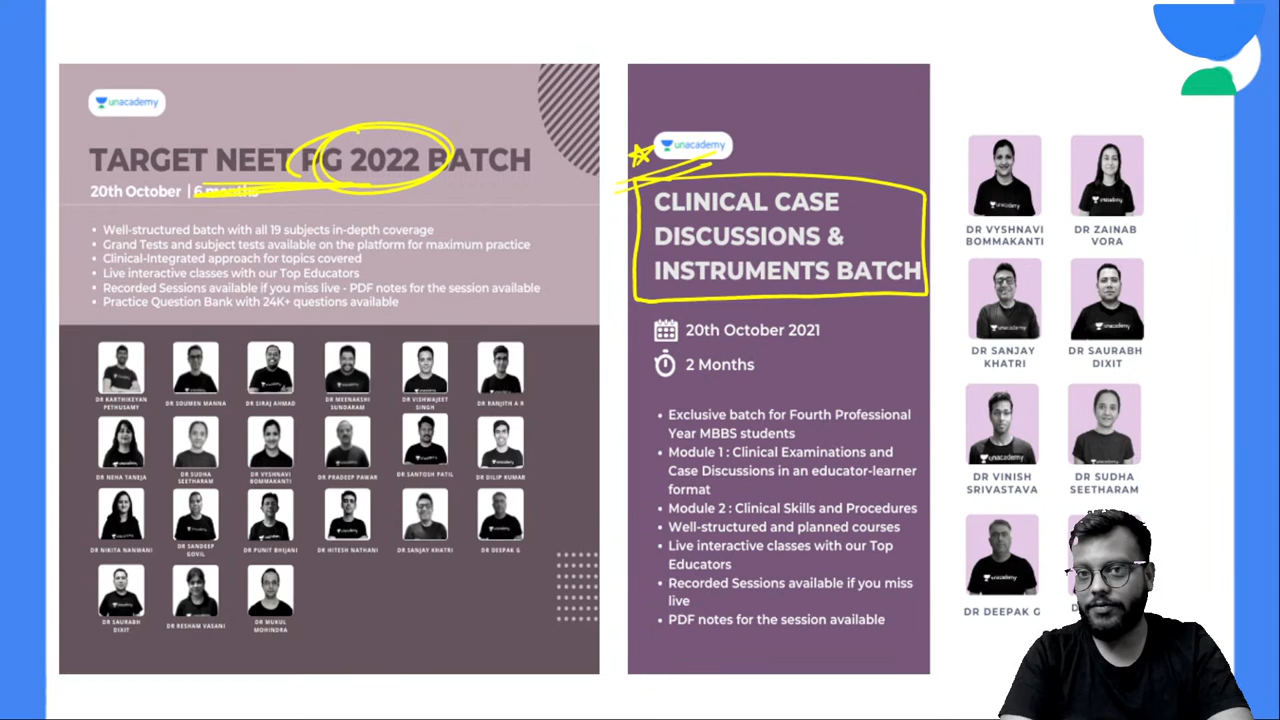 unacademy
TARGET NEET PG 2022 BATCH
20th October | 6 months
• Well-structured batch with all 19 subjects in-depth coverage
• Grand Tests and subject tests available on the platform for maximum practice
• Clinical-Integrated approach for topics covered
• Live interactive classes with our Top Educators
• Recorded Sessions available if you miss live - PDF notes for the session available
• Practice Question Bank with 24K+ questions available
DR KARTHIKEYAN PETHUSAMY
DR SOUMEN MANNA
DR SIRAJ AHMAD
DR MEENAKSHI SUNDARAM
DR VISHWAJEET SINGH
DR RANJITH A R
DR NEHA TANEJA
DR SUDHA SEETHARAM
DR VYSHNAVI BOMMAKANTI
DR PRADEEP PAWAR
DR SANTOSH PATIL
DR DILIP KUMAR
DR NIKITA NANWANI
DR SANDEEP GOVIL
DR PUNIT BHIJANI
DR HITESH NATHANI
DR SANJAY KHATRI
DR DEEPAK G
DR SAURABH DIXIT
DR RESHAM VASANI
DR MUKUL MOHINDRA
unacademy
CLINICAL CASE
DISCUSSIONS &
INSTRUMENTS BATCH
20th October 2021
2 Months
• Exclusive batch for Fourth Professional
Year MBBS students
• Module 1 : Clinical Examinations and
Case Discussions in an educator-learner
format
• Module 2 : Clinical Skills and Procedures
• Well-structured and planned courses
• Live interactive classes with our Top
Educators
• Recorded Sessions available if you miss
live
• PDF notes for the session available
DR VYSHNAVI
BOMMAKANTI
DR ZAINAB
VORA
DR SANJAY
KHATRI
DR SAURABH
DIXIT
DR VINISH
SRIVASTAVA
DR SUDHA
SEETHARAM
DR DEEPAK G